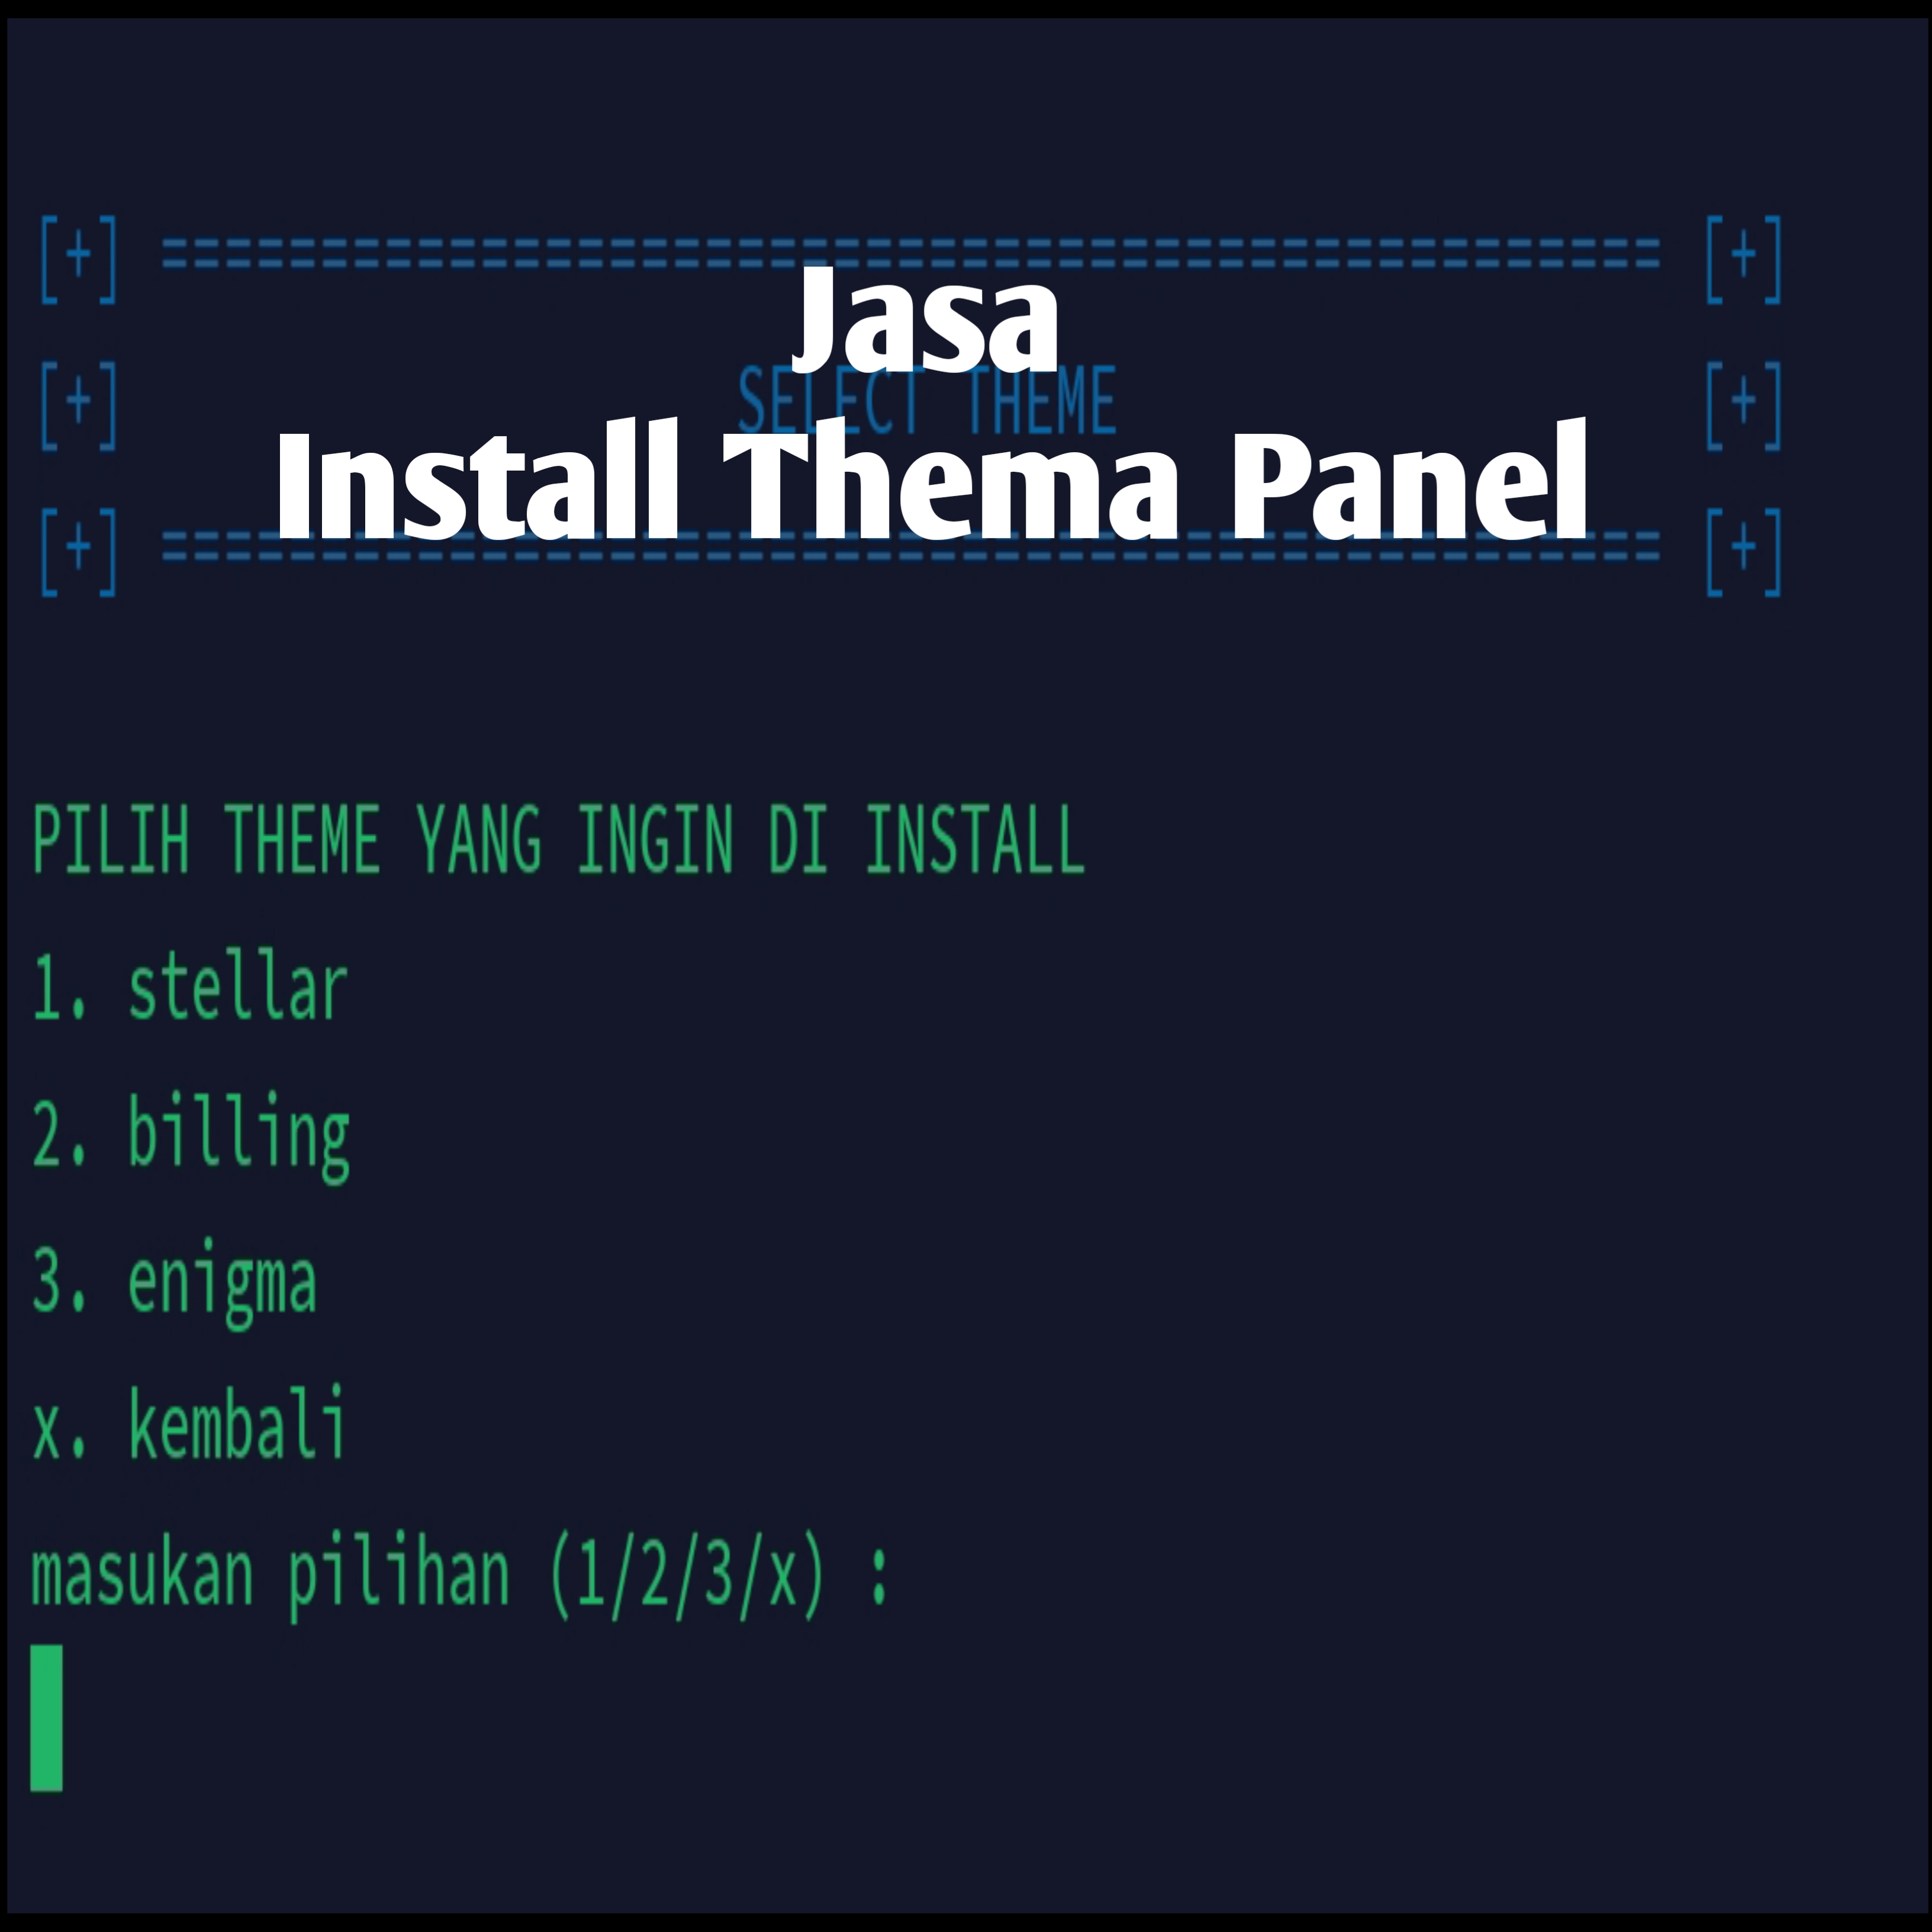 [+] =============================================== [+]
Jasa
[+] SELECT THEME [+]
Install Thema Panel
[+] =============================================== [+]
PILIH THEME YANG INGIN DI INSTALL
1. stellar
2. billing
3. enigma
x. kembali
masukan pilihan (1/2/3/x) :